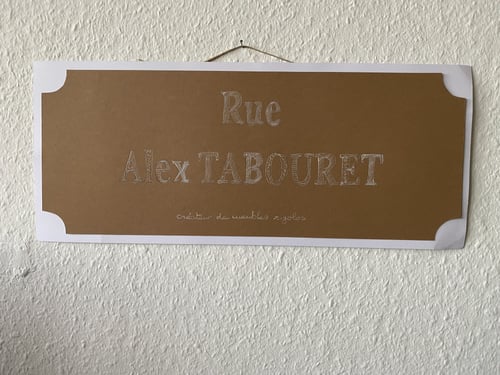 Rue
Alex TABOURET
créateur de meubles rigolos